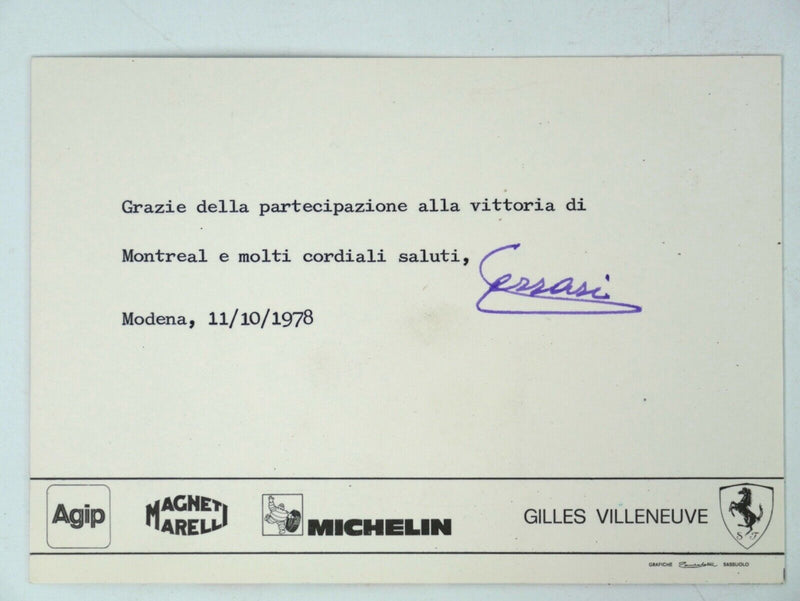 Grazie della partecipazione alla vittoria di
Montreal e molti cordiali saluti,
Ferrari
Modena, 11/10/1978
Agip
MAGNETI MARELLI
MICHELIN
GILLES VILLENEUVE
S F
GRAFICHE SASSUOLO